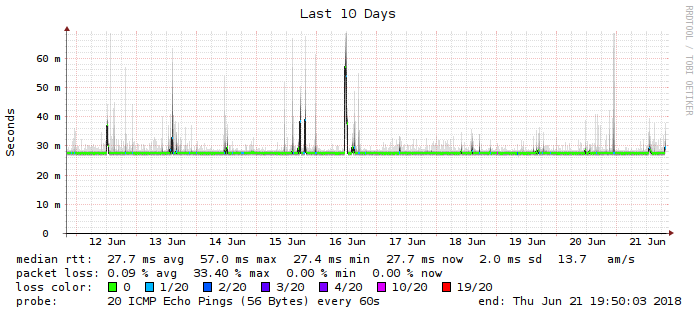 Last 10 Days
RRDTOOL / TOBI OETIKER
Seconds
60 m
50 m
40 m
30 m
20 m
10 m
0
12 Jun 13 Jun 14 Jun 15 Jun 16 Jun 17 Jun 18 Jun 19 Jun 20 Jun 21 Jun
median rtt: 27.7 ms avg 57.0 ms max 27.4 ms min 27.7 ms now 2.0 ms sd 13.7 am/s
packet loss: 0.09 % avg 33.40 % max 0.00 % min 0.00 % now
loss color: 0 1/20 2/20 3/20 4/20 10/20 19/20
probe: 20 ICMP Echo Pings (56 Bytes) every 60s end: Thu Jun 21 19:50:03 2018